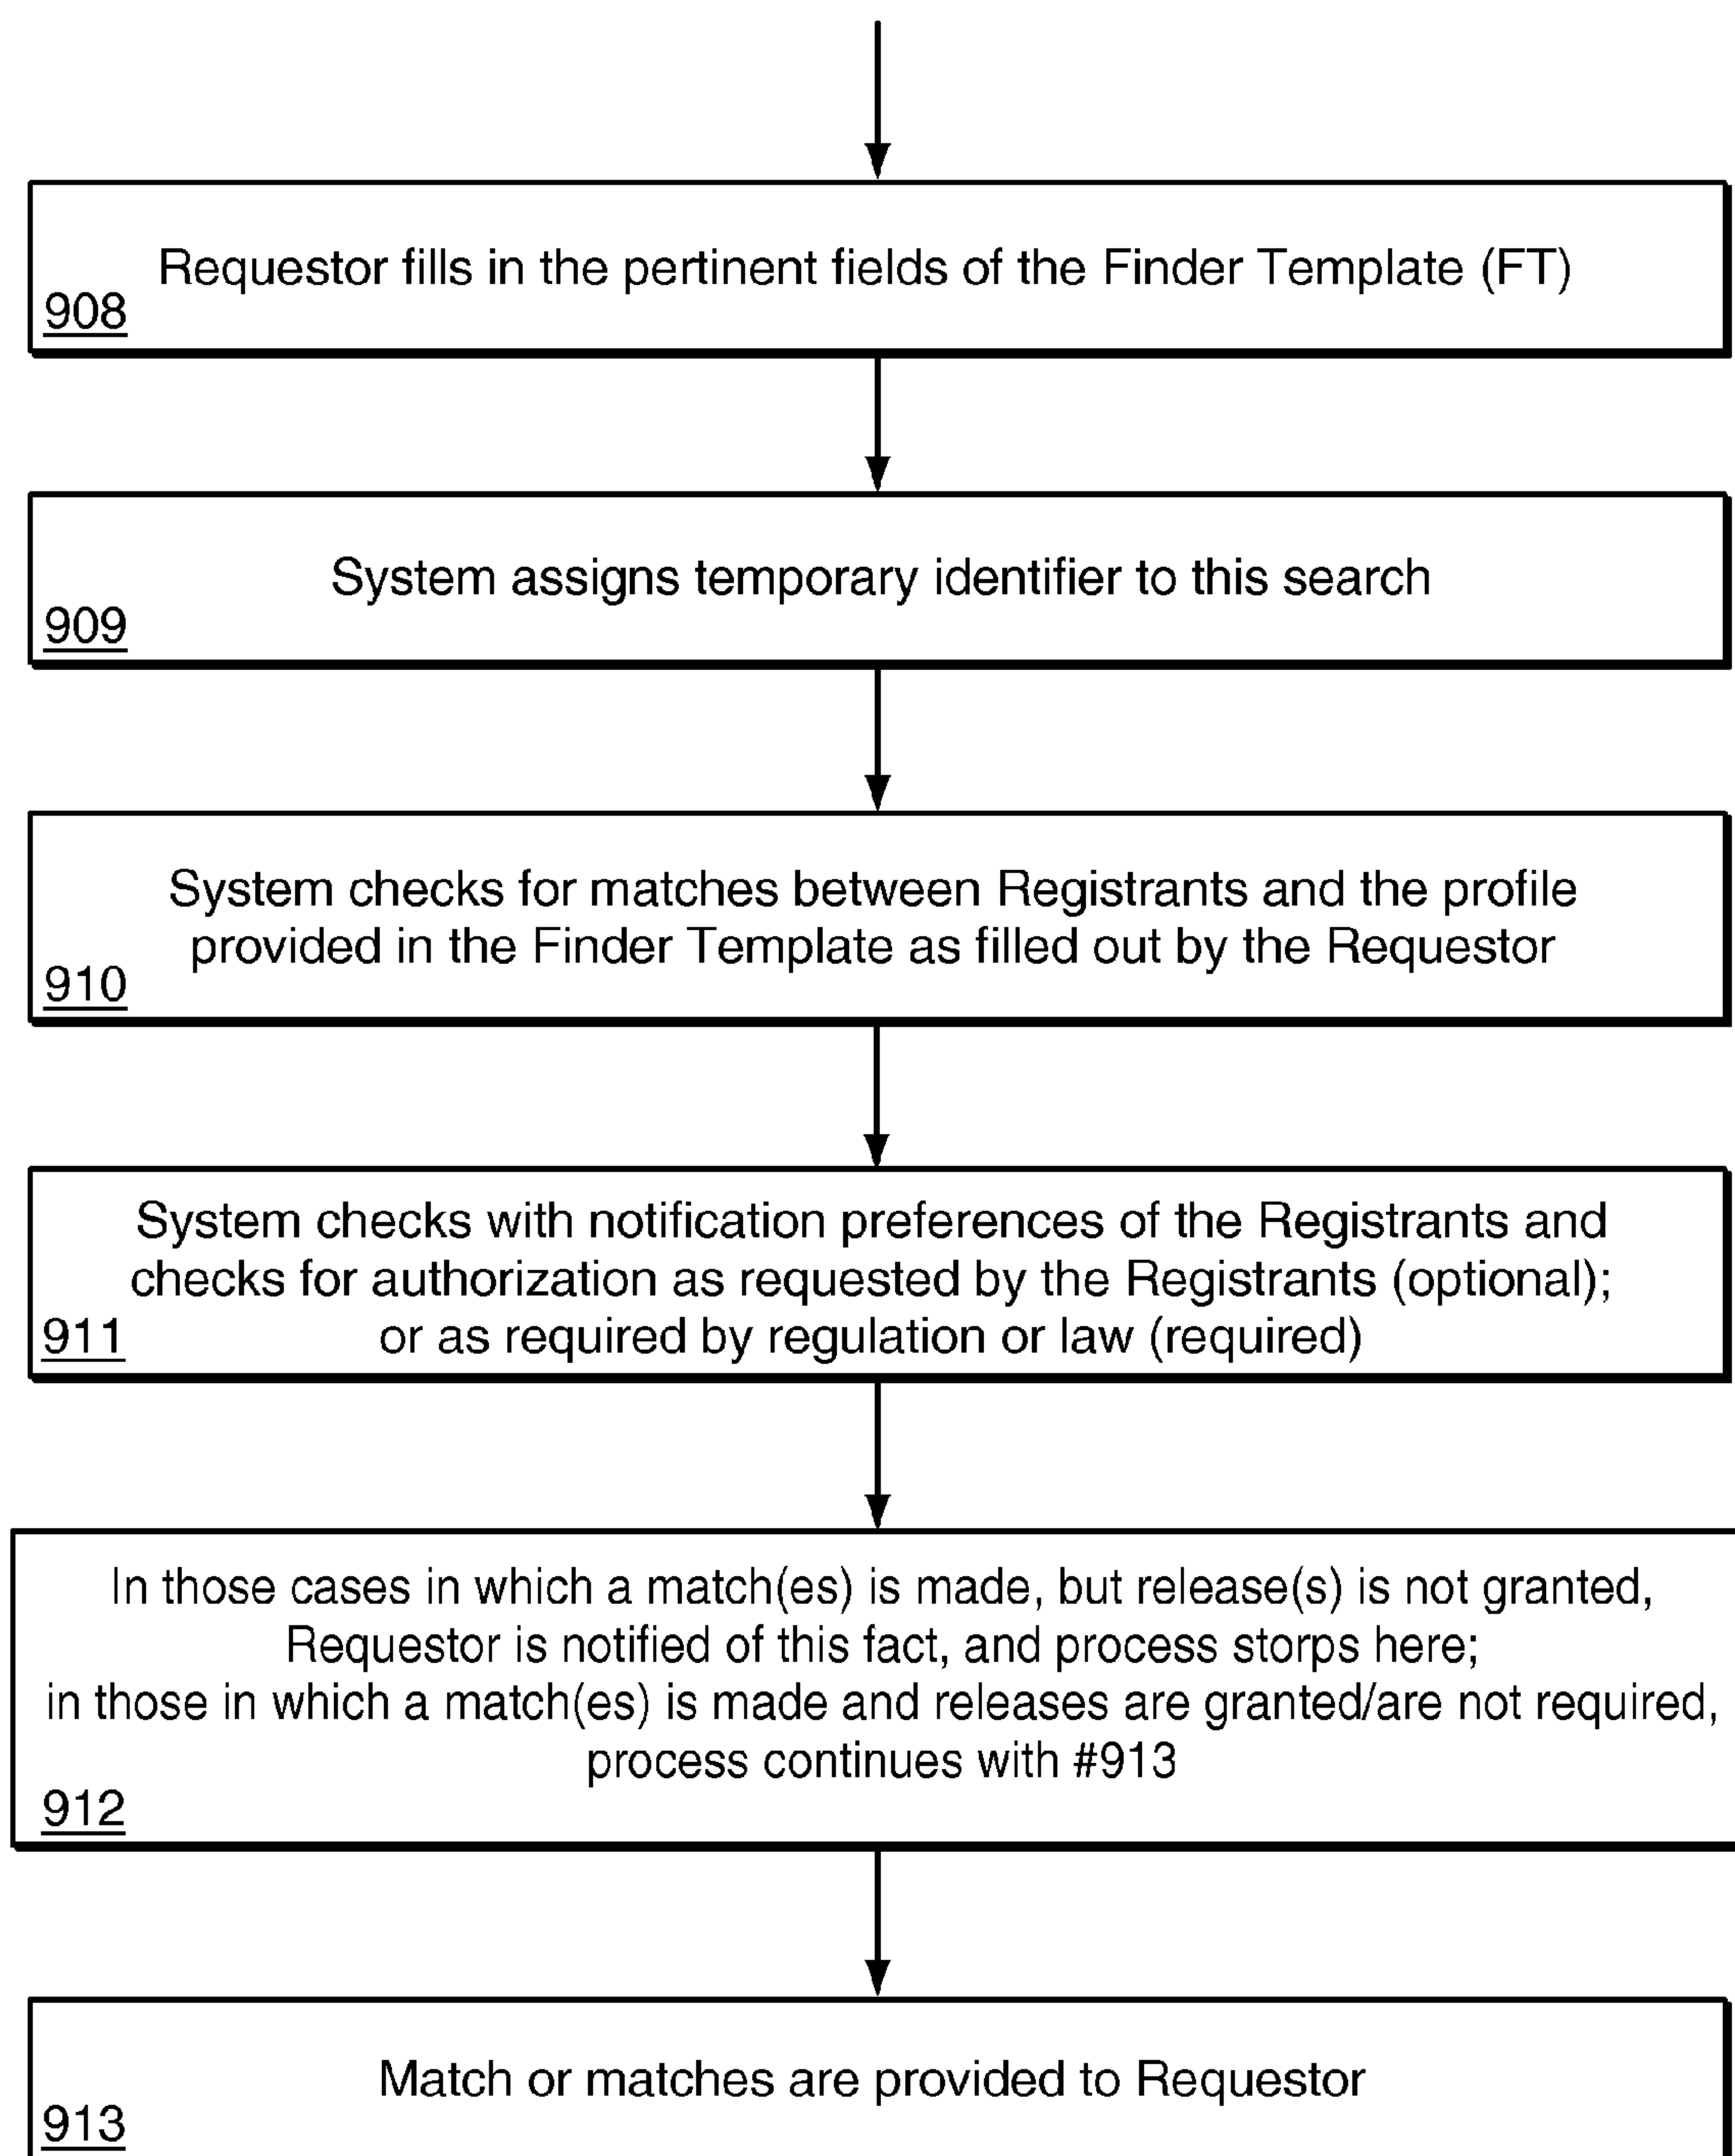 Requestor fills in the pertinent fields of the Finder Template (FT)
908
System assigns temporary identifier to this search
909
System checks for matches between Registrants and the profile
provided in the Finder Template as filled out by the Requestor
910
System checks with notification preferences of the Registrants and
checks for authorization as requested by the Registrants (optional);
or as required by regulation or law (required)
911
In those cases in which a match(es) is made, but release(s) is not granted,
Requestor is notified of this fact, and process storps here;
in those in which a match(es) is made and releases are granted/are not required,
process continues with #913
912
Match or matches are provided to Requestor
913